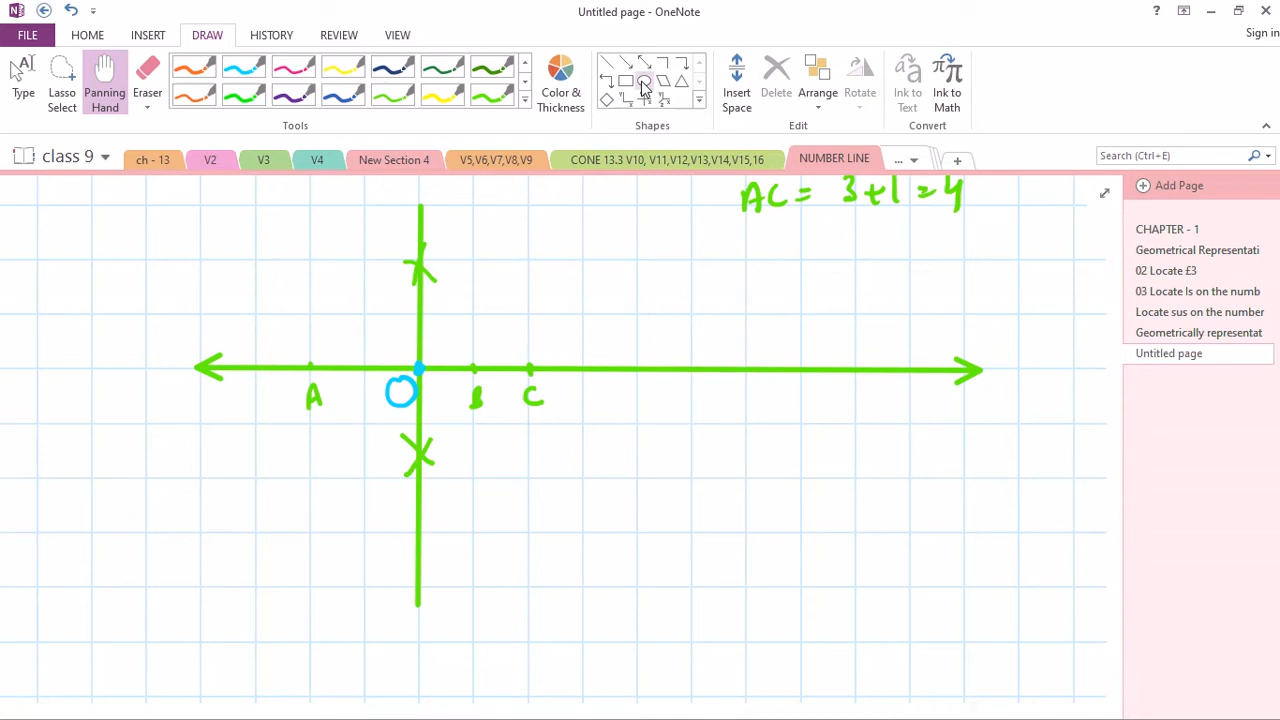 Untitled page - OneNote
?
Sign in
FILE HOME INSERT DRAW HISTORY REVIEW VIEW
Type
Lasso Select
Panning Hand
Eraser
Color & Thickness
Insert Space
Delete
Arrange
Rotate
Ink to Text
Ink to Math
Tools
Shapes
Edit
Convert
class 9
ch - 13
V2
V3
V4
New Section 4
V5,V6,V7,V8,V9
CONE 13.3 V10, V11,V12,V13,V14,V15,16
NUMBER LINE
...
Search (Ctrl+E)
Add Page
CHAPTER - 1
Geometrical Representati
02 Locate £3
03 Locate ls on the numb
Locate sus on the number
Geometrically representat
Untitled page
AC = 3+1 = 4
A O B C